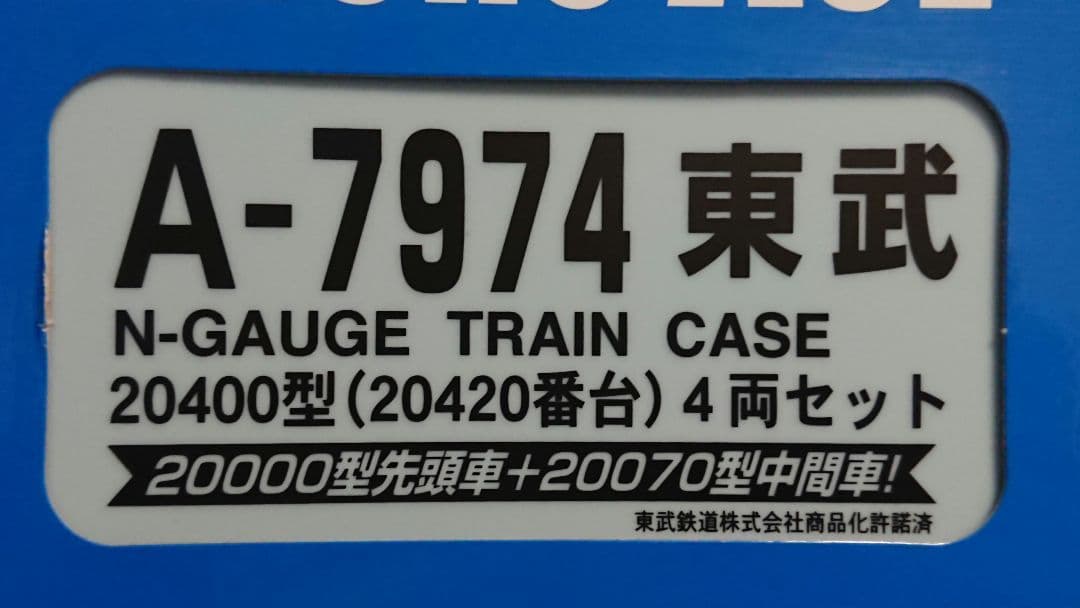 A-7974 東武
N-GAUGE TRAIN CASE
20400型(20420番台)4両セット
20000型先頭車+20070型中間車!
東武鉄道株式会社商品化許諾済